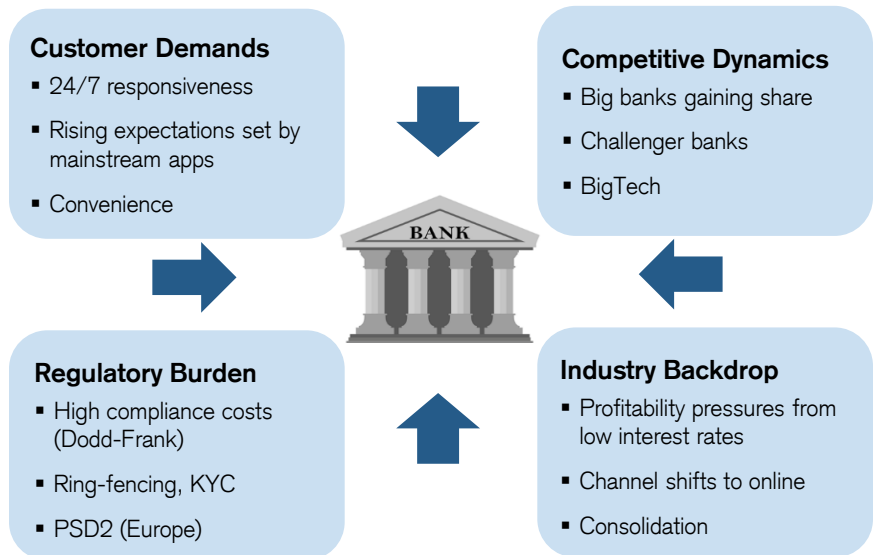 Customer Demands
▪ 24/7 responsiveness
▪ Rising expectations set by
mainstream apps
▪ Convenience
Competitive Dynamics
▪ Big banks gaining share
▪ Challenger banks
▪ BigTech
BANK
Regulatory Burden
▪ High compliance costs
(Dodd-Frank)
▪ Ring-fencing, KYC
▪ PSD2 (Europe)
Industry Backdrop
▪ Profitability pressures from
low interest rates
▪ Channel shifts to online
▪ Consolidation